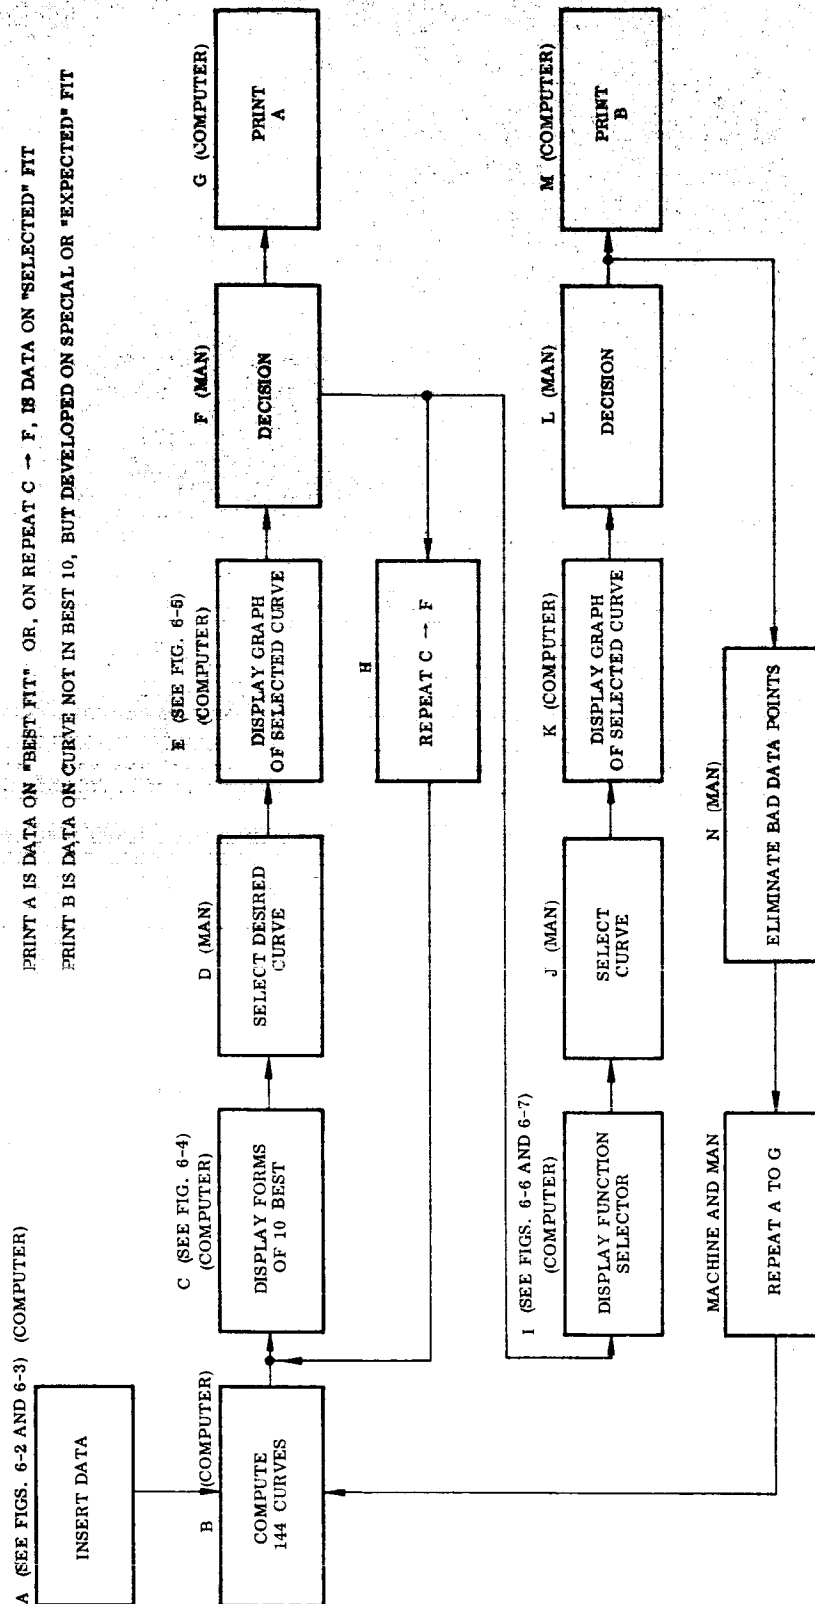 PRINT A IS DATA ON "BEST FIT" OR, ON REPEAT C → F, IS DATA ON "SELECTED" FIT
PRINT B IS DATA ON CURVE NOT IN BEST 10, BUT DEVELOPED ON SPECIAL OR "EXPECTED" FIT
A (SEE FIGS. 6-2 AND 6-3) (COMPUTER)
INSERT DATA
B (COMPUTER)
COMPUTE
144 CURVES
C (SEE FIG. 6-4)
(COMPUTER)
DISPLAY FORMS
OF 10 BEST
D (MAN)
SELECT DESIRED
CURVE
E (SEE FIG. 6-5)
(COMPUTER)
DISPLAY GRAPH
OF SELECTED CURVE
F (MAN)
DECISION
G (COMPUTER)
PRINT
A
H
REPEAT C → F
I (SEE FIGS. 6-6 AND 6-7)
(COMPUTER)
DISPLAY FUNCTION
SELECTOR
J (MAN)
SELECT
CURVE
K (COMPUTER)
DISPLAY GRAPH
OF SELECTED CURVE
L (MAN)
DECISION
M (COMPUTER)
PRINT
B
MACHINE AND MAN
REPEAT A TO G
N (MAN)
ELIMINATE BAD DATA POINTS